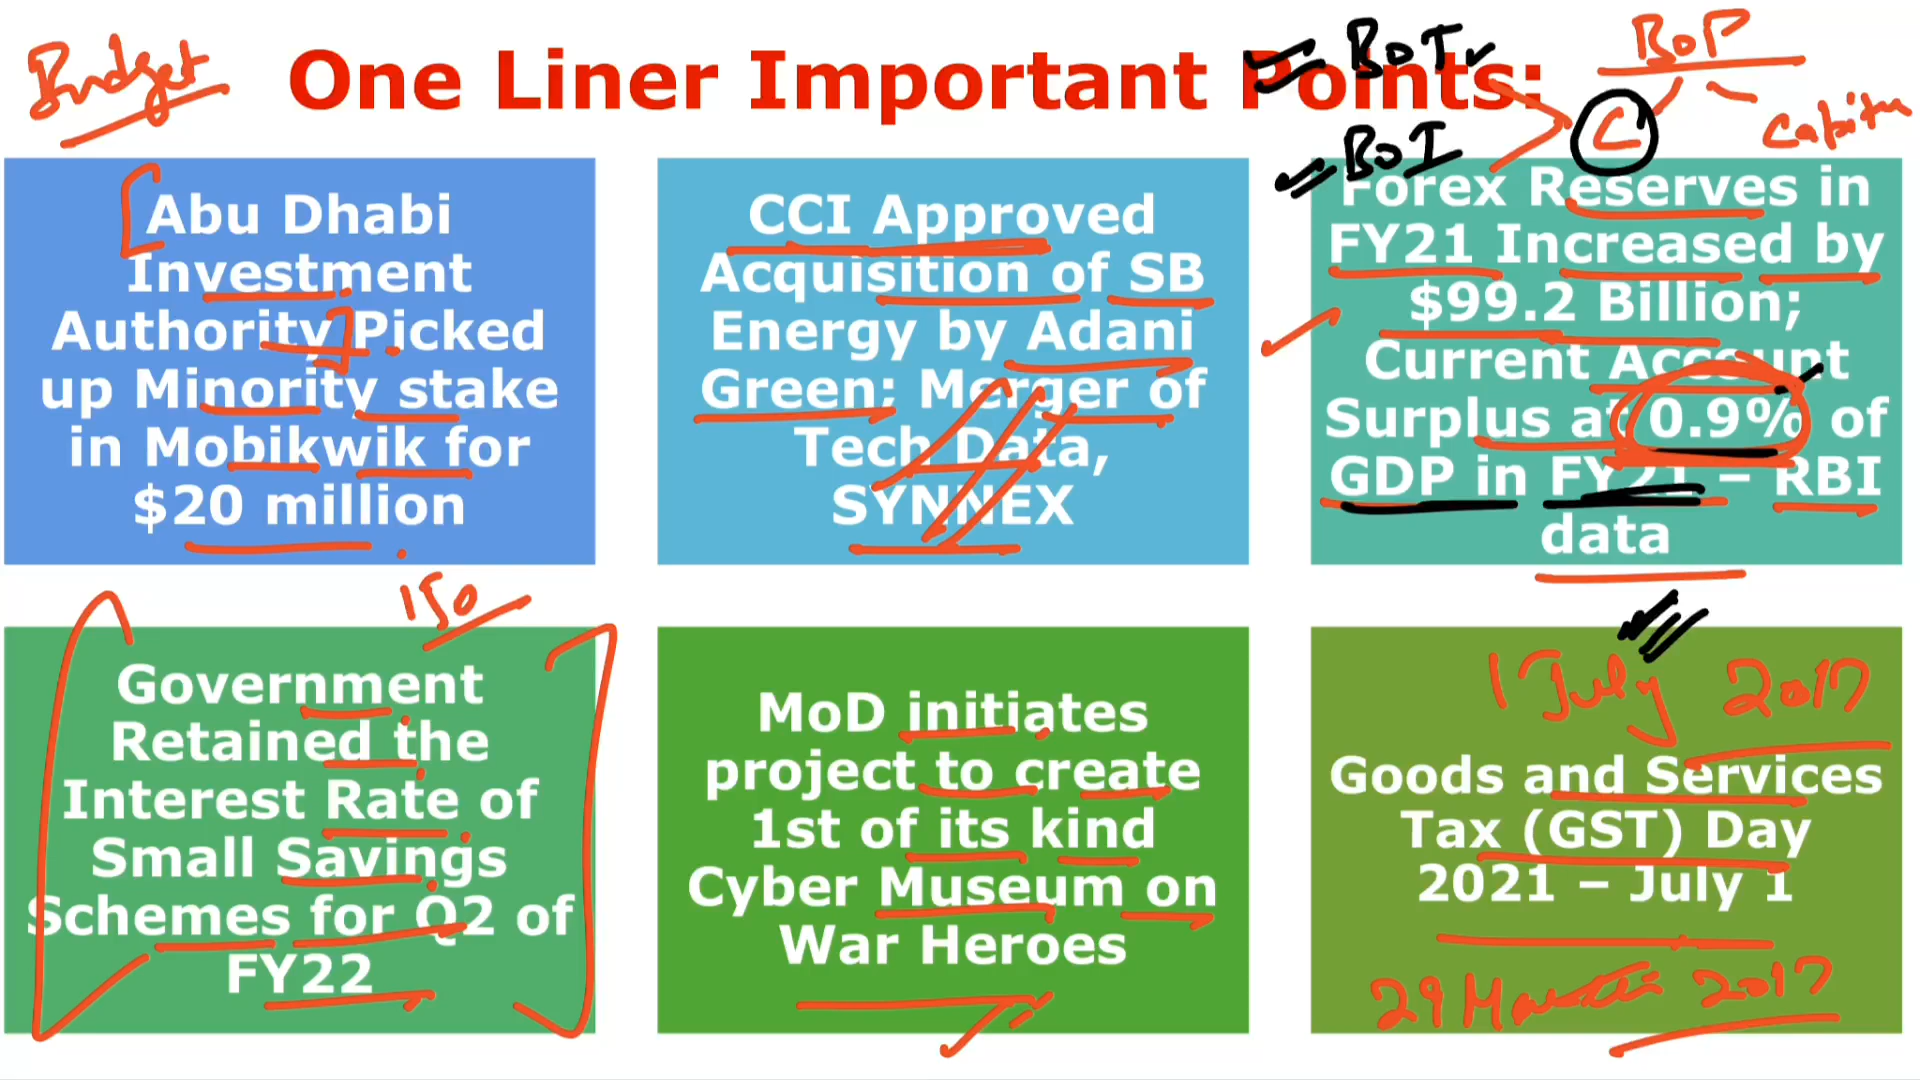 Budget
One Liner Important Points:
BoT
BoI
BoP
C
Capita
Abu Dhabi
Investment
Authority Picked
up Minority stake
in Mobikwik for
$20 million
CCI Approved
Acquisition of SB
Energy by Adani
Green; Merger of
Tech Data,
SYNNEX
Forex Reserves in
FY21 Increased by
$99.2 Billion;
Current Account
Surplus at 0.9% of
GDP in FY21 – RBI
data
150
Government
Retained the
Interest Rate of
Small Savings
Schemes for Q2 of
FY22
MoD initiates
project to create
1st of its kind
Cyber Museum on
War Heroes
1 July 2017
Goods and Services
Tax (GST) Day
2021 – July 1
29 March 2017